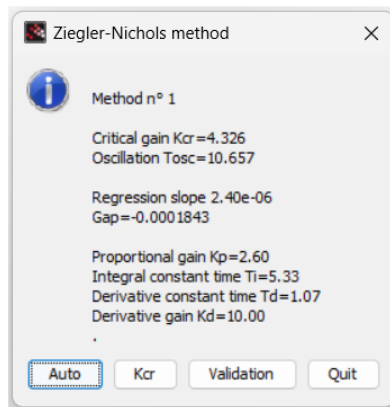 Ziegler-Nichols method
Method n° 1
Critical gain Kcr=4.326
Oscillation Tosc=10.657
Regression slope 2.40e-06
Gap=-0.0001843
Proportional gain Kp=2.60
Integral constant time Ti=5.33
Derivative constant time Td=1.07
Derivative gain Kd=10.00
.
Auto Kcr Validation Quit